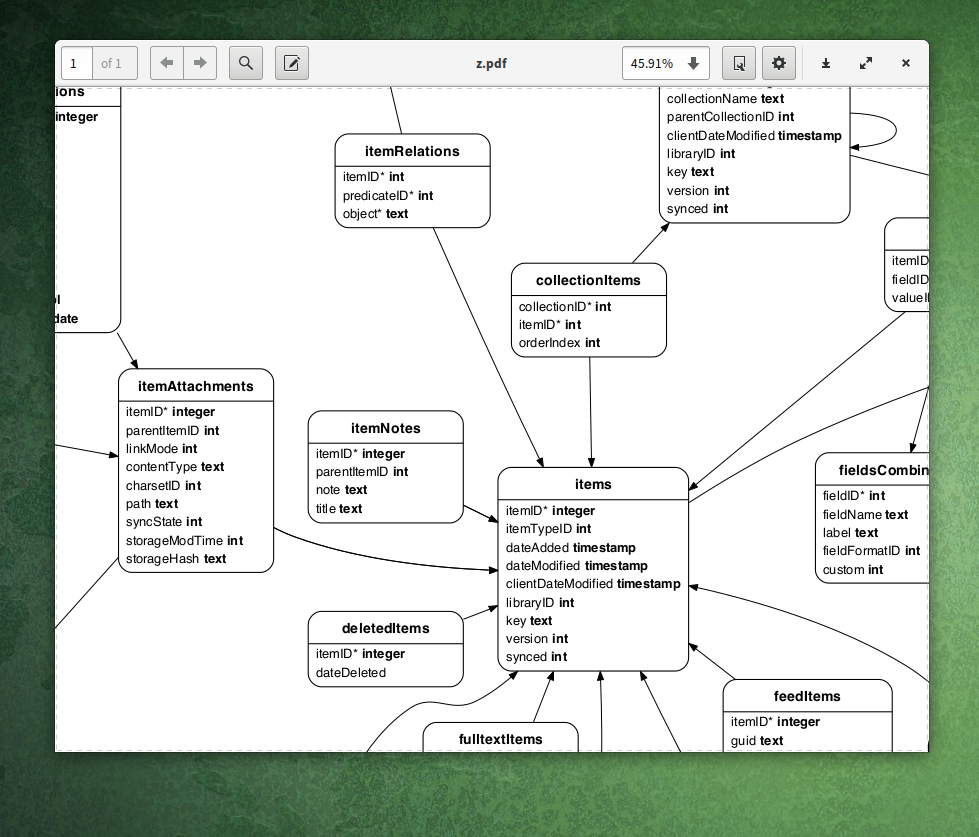 1 of 1
z.pdf
45.91%
ions
integer
date
itemRelations
itemID* int
predicateID* int
object* text
collectionName text
parentCollectionID int
clientDateModified timestamp
libraryID int
key text
version int
synced int
collectionItems
collectionID* int
itemID* int
orderIndex int
itemID
fieldID
valueI
itemAttachments
itemID* integer
parentItemID int
linkMode int
contentType text
charsetID int
path text
syncState int
storageModTime int
storageHash text
itemNotes
itemID* integer
parentItemID int
note text
title text
items
itemID* integer
itemTypeID int
dateAdded timestamp
dateModified timestamp
clientDateModified timestamp
libraryID int
key text
version int
synced int
fieldsCombin
fieldID* int
fieldName text
label text
fieldFormatID int
custom int
deletedItems
itemID* integer
dateDeleted
fulltextItems
feedItems
itemID* integer
guid text